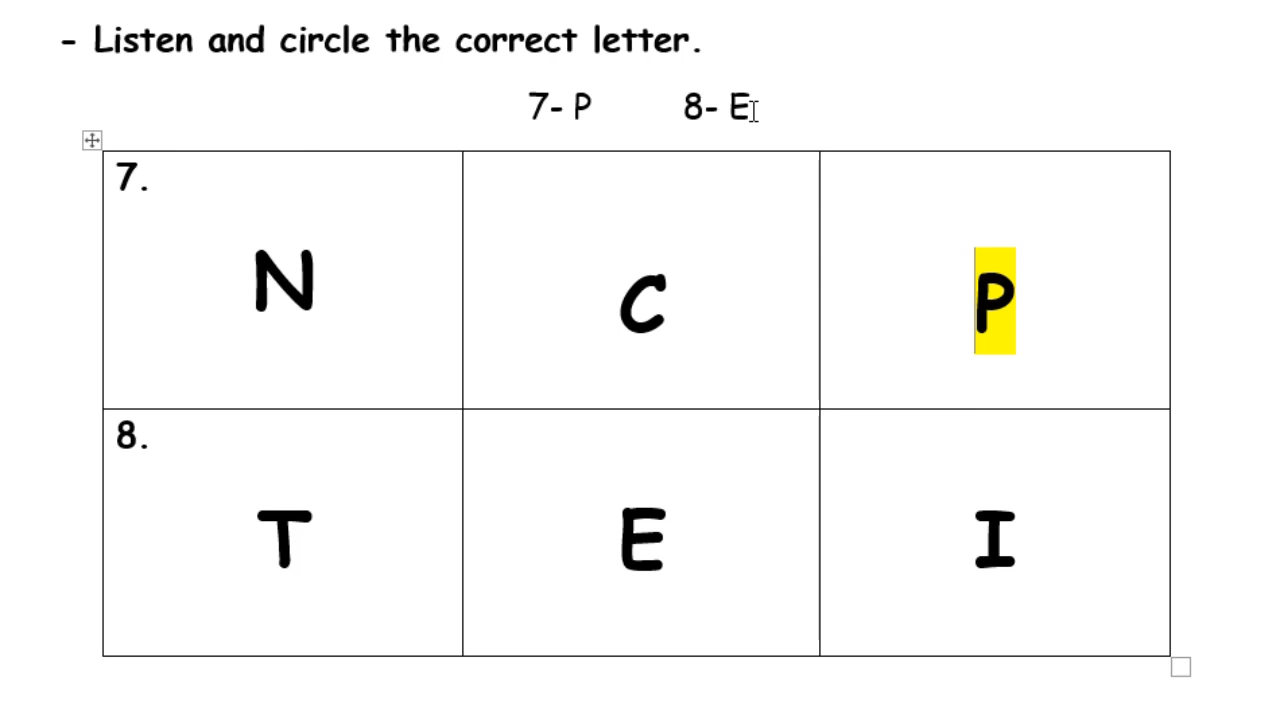 - Listen and circle the correct letter.
7- P 8- E
7.
N C P
8.
T E I